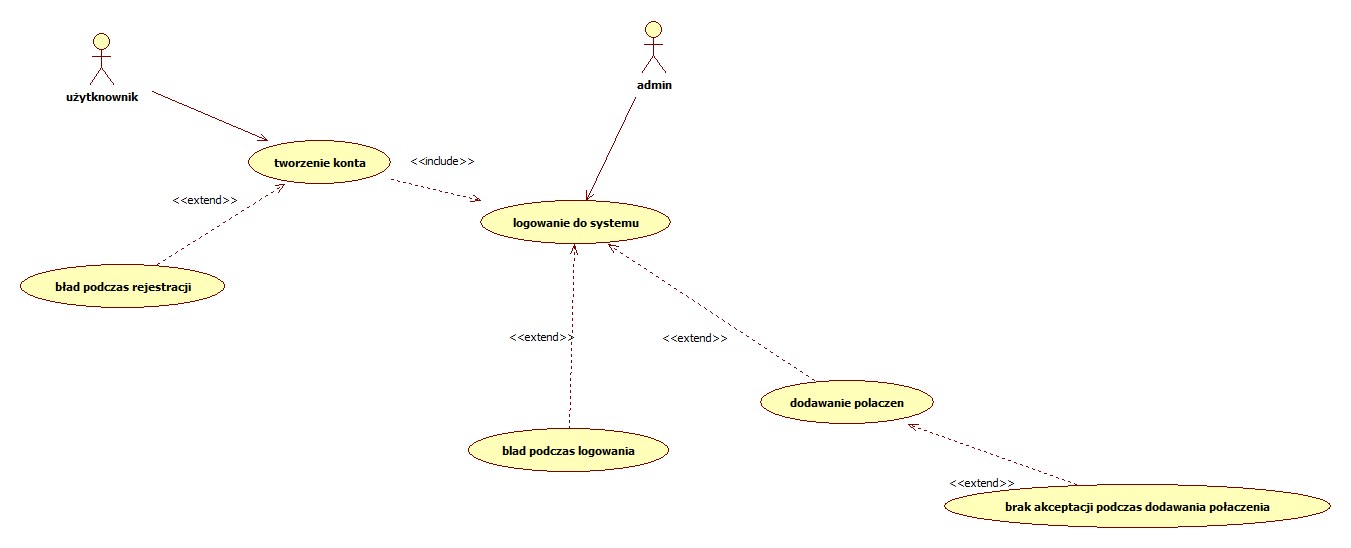 admin
użytknownik
tworzenie konta
<<include>>
<<extend>>
logowanie do systemu
bład podczas rejestracji
<<extend>>
<<extend>>
dodawanie polaczen
blad podczas logowania
<<extend>>
brak akceptacji podczas dodawania połaczenia